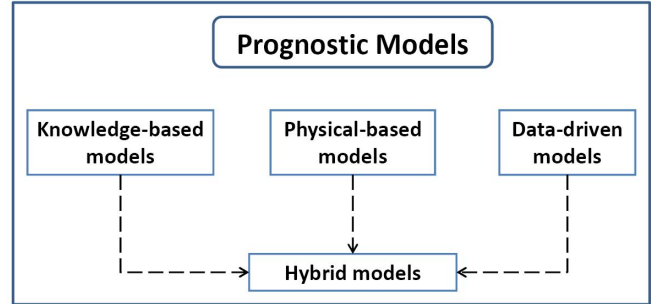 Prognostic Models
Knowledge-based
models
Physical-based
models
Data-driven
models
Hybrid models